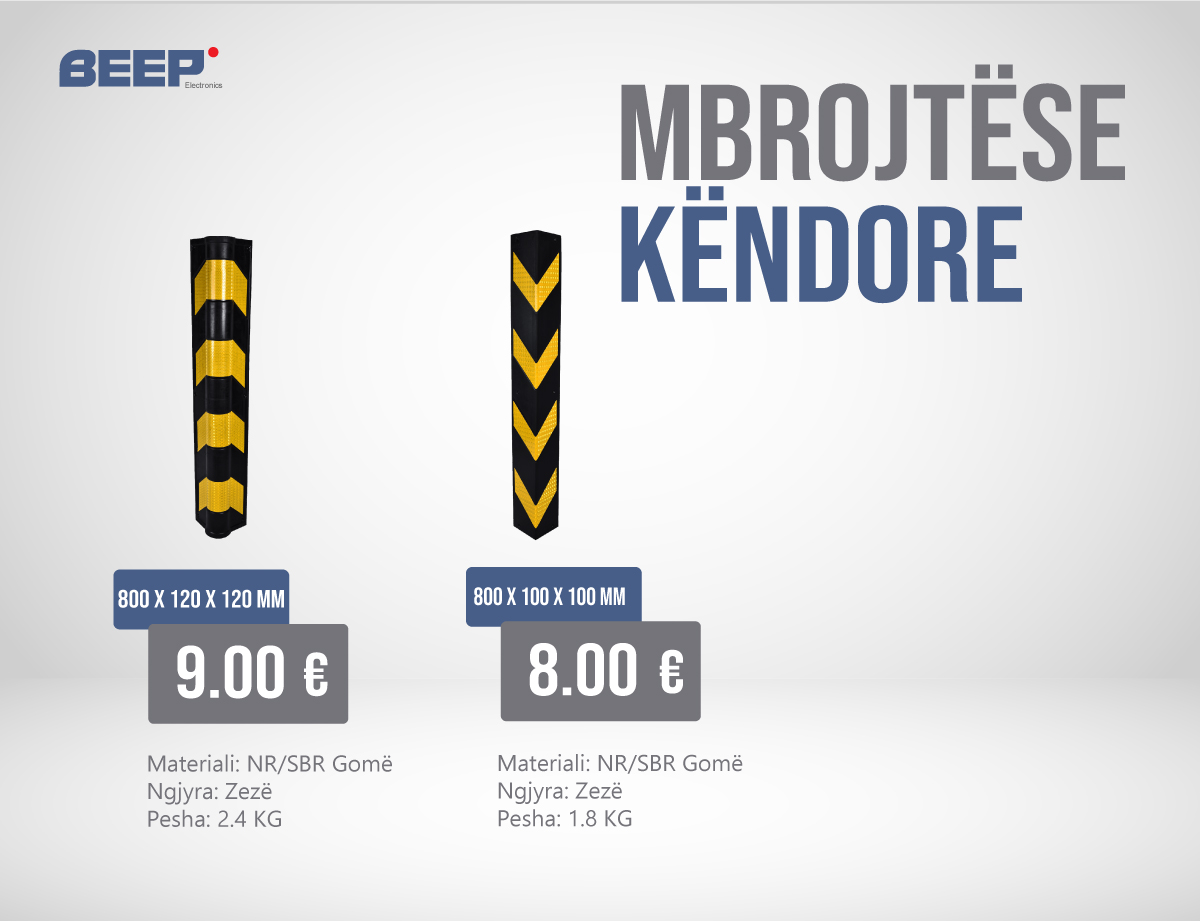 BEEP
Electronics
MBROJTËSE
KËNDORE
800 X 120 X 120 MM
9.00 €
Materiali: NR/SBR Gomë
Ngjyra: Zezë
Pesha: 2.4 KG
800 X 100 X 100 MM
8.00 €
Materiali: NR/SBR Gomë
Ngjyra: Zezë
Pesha: 1.8 KG